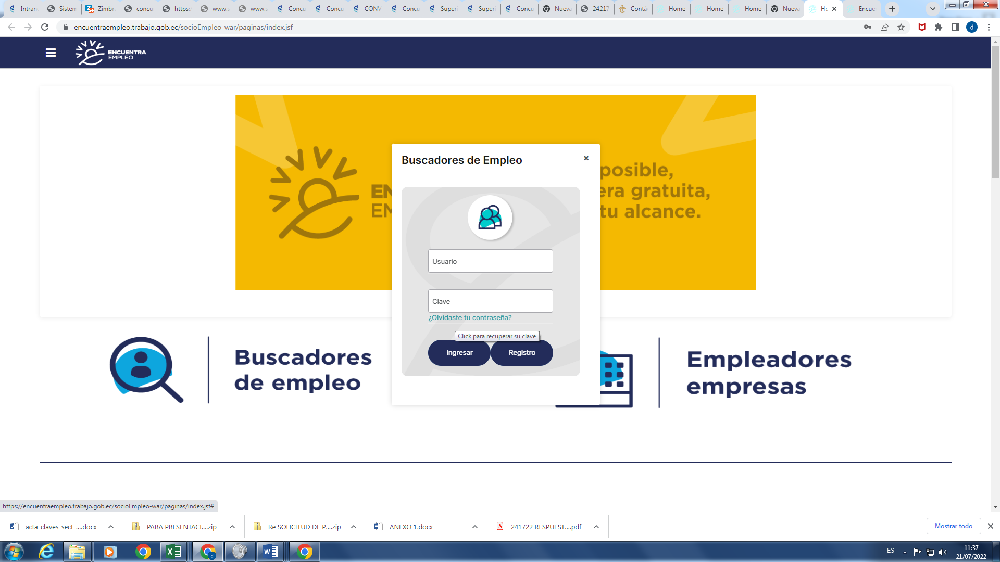 Intran
Sistem
Zimbr
concu
https:
www.s
www.s
Concu
Concu
CONV
Concu
Super
Super
Concu
Nueva
24217
Contá
Home
Home
Home
Nueva
Ho
Encue
encuentraempleo.trabajo.gob.ec/socioEmpleo-war/paginas/index.jsf
d
ENCUENTRA
EMPLEO
posible,
era gratuita,
tu alcance.
EN
EM
Buscadores de Empleo
Usuario
Clave
¿Olvidaste tu contraseña?
Click para recuperar su clave
Ingresar
Registro
Buscadores
de empleo
Empleadores
empresas
https://encuentraempleo.trabajo.gob.ec/socioEmpleo-war/paginas/index.jsf#
acta_claves_sect_....docx
PARA PRESENTACI....zip
Re SOLICITUD DE P....zip
ANEXO 1.docx
241722 RESPUEST....pdf
Mostrar todo
ES
11:37
21/07/2022